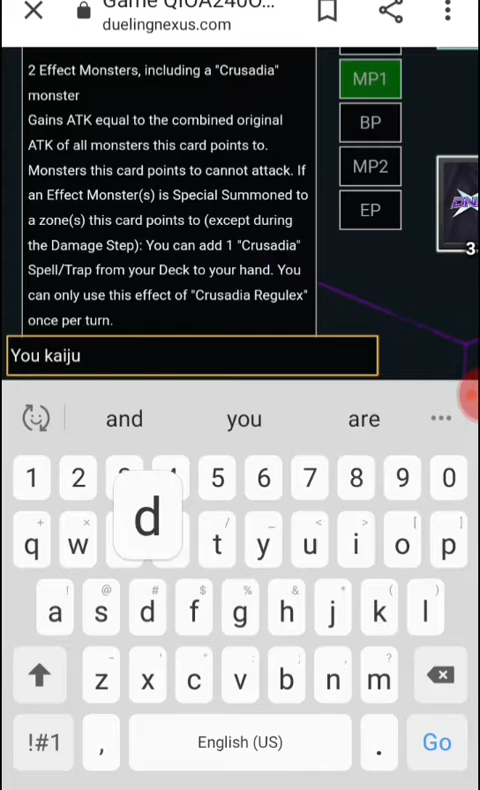 Game QIOA240O...
duelingnexus.com
2 Effect Monsters, including a "Crusadia"
monster
Gains ATK equal to the combined original
ATK of all monsters this card points to.
Monsters this card points to cannot attack. If
an Effect Monster(s) is Special Summoned to
a zone(s) this card points to (except during
the Damage Step): You can add 1 "Crusadia"
Spell/Trap from your Deck to your hand. You
can only use this effect of "Crusadia Regulex"
once per turn.
MP1
BP
MP2
EP
You kaiju
and you are
1 2 5 6 7 8 9 0
d
q w t y u i o p
a s d f g h j k l
z x c v b n m
!#1 , English (US) . Go